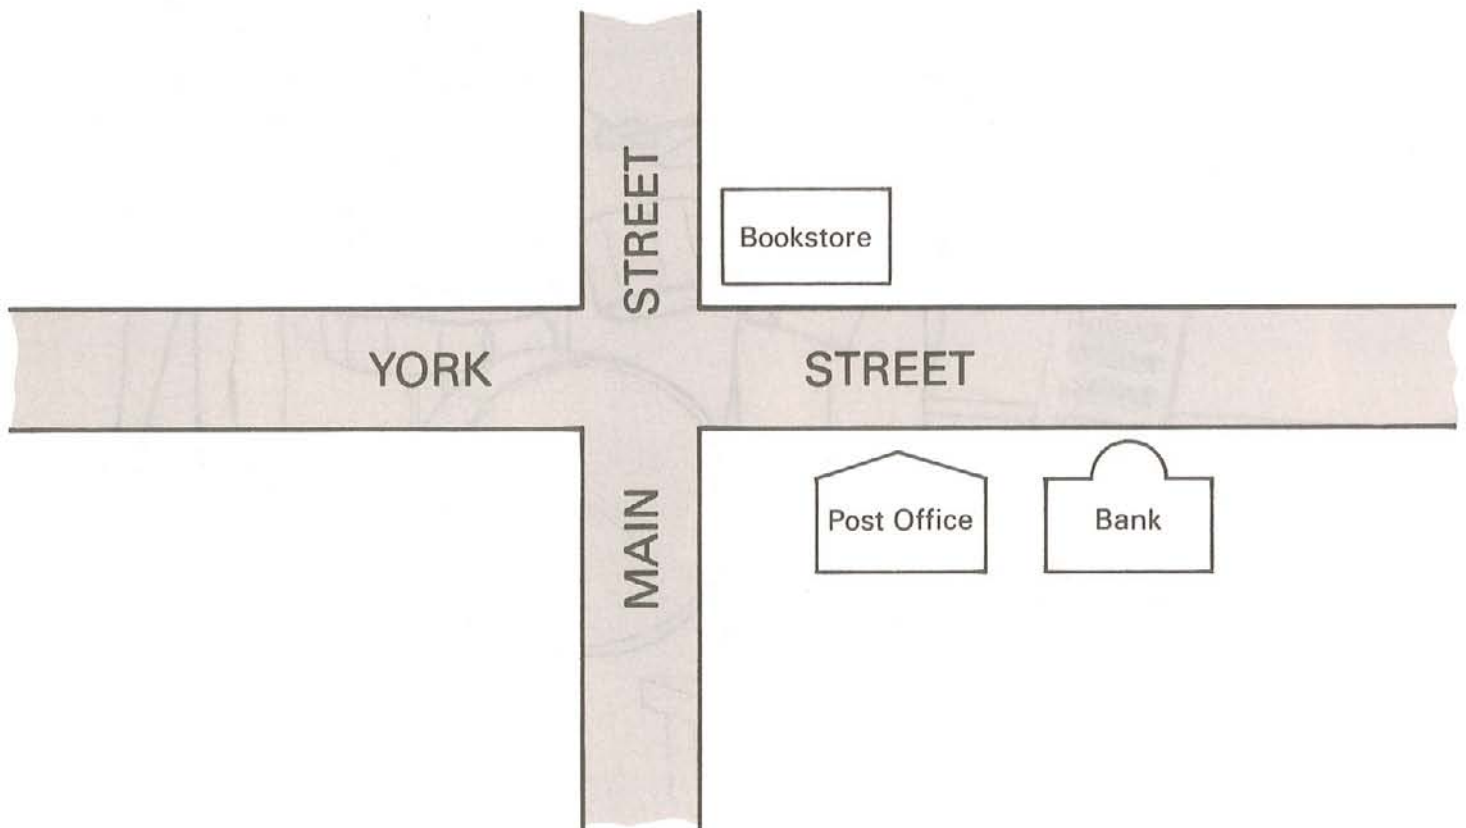 STREET
Bookstore
YORK STREET
MAIN
Post Office
Bank